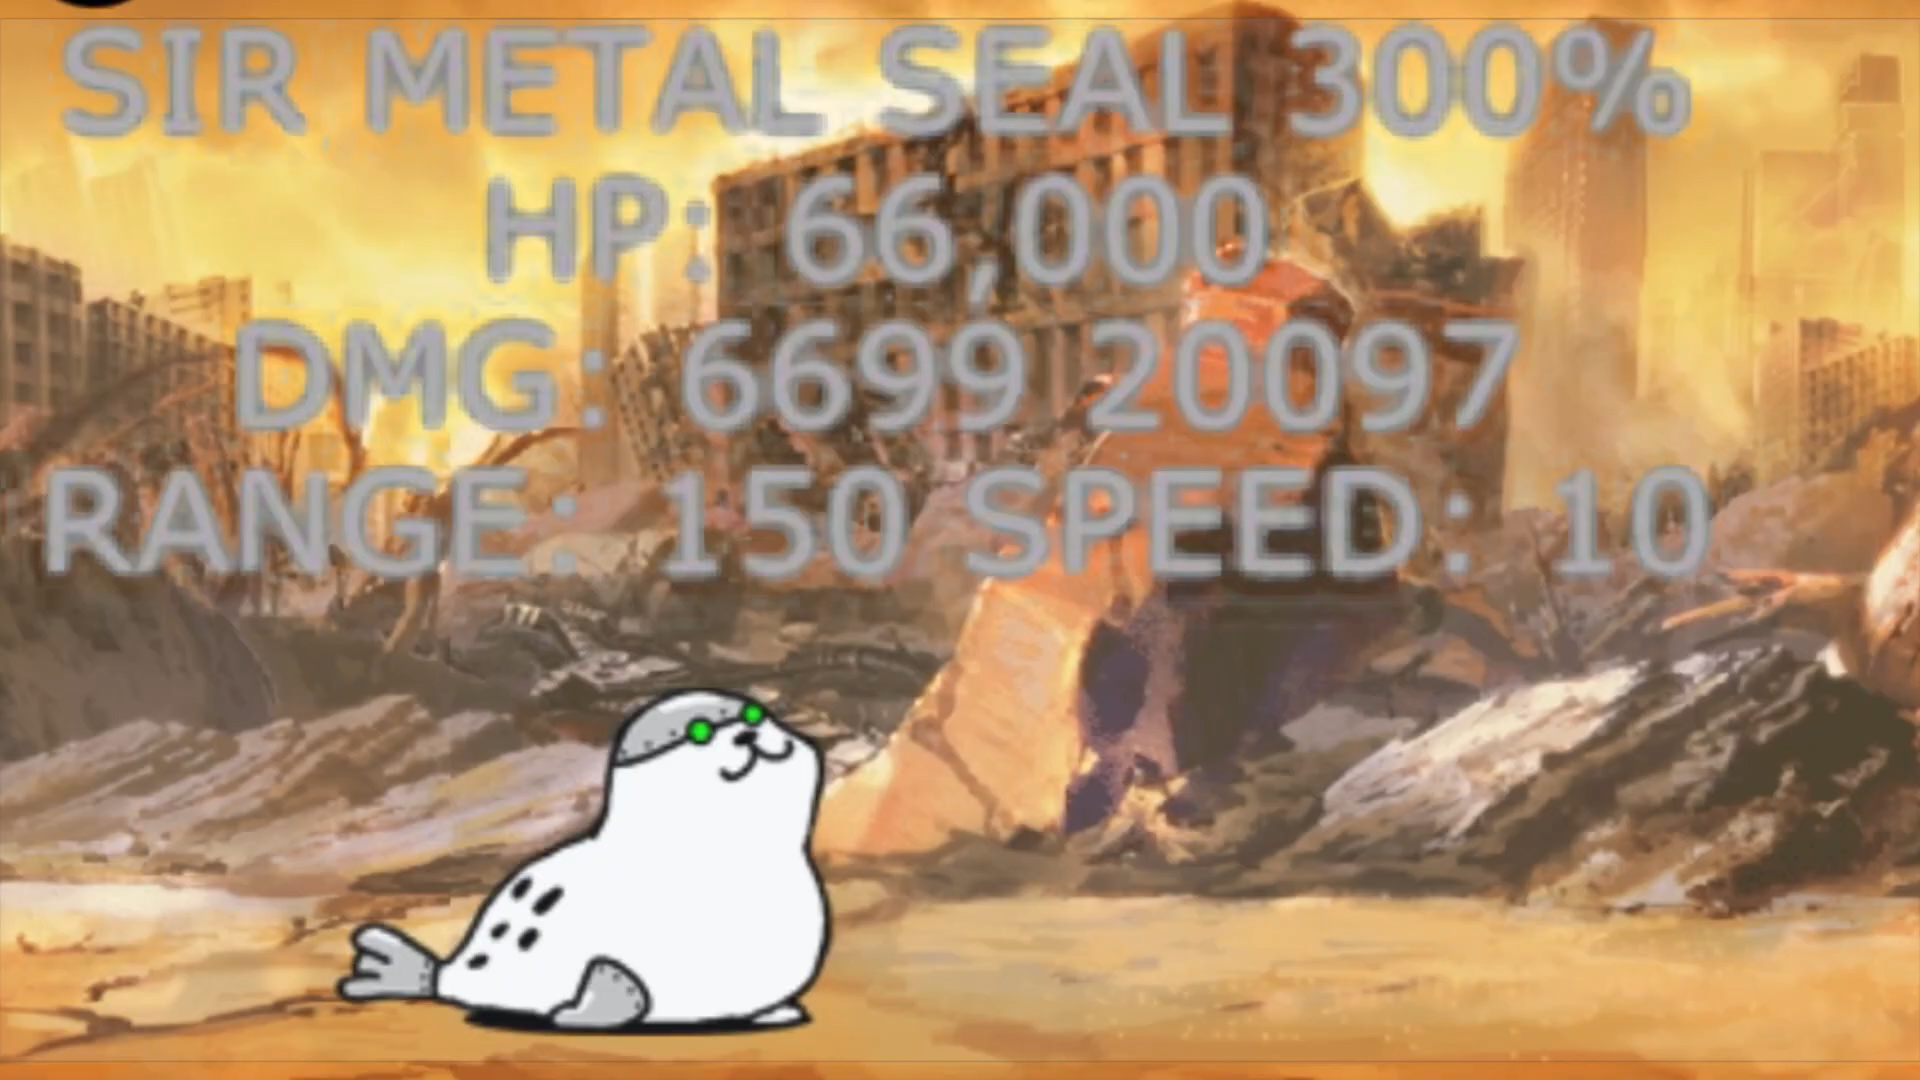 SIR METAL SEAL 300%
HP: 66,000
DMG: 6699 20097
RANGE: 150 SPEED: 10